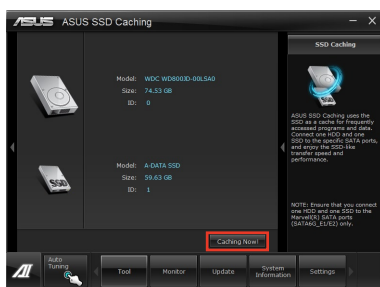 ASUS ASUS SSD Caching
SSD Caching
Model: WDC WD800JD-00LSA0
Size: 74.53 GB
ID: 0
ASUS SSD Caching uses the
SSD as a cache for frequently
accessed programs and data.
Connect one HDD and one
SSD to the specific SATA ports,
and enjoy the SSD-like
transfer speed and
performance.
Model: A-DATA SSD
Size: 59.63 GB
ID: 1
SSD
NOTE: Ensure that you connect
one HDD and one SSD to the
Marvell(R) SATA ports
(SATA6G_E1/E2) only.
Caching Now!
Auto
Tuning
Tool
Monitor
Update
System
Information
Settings